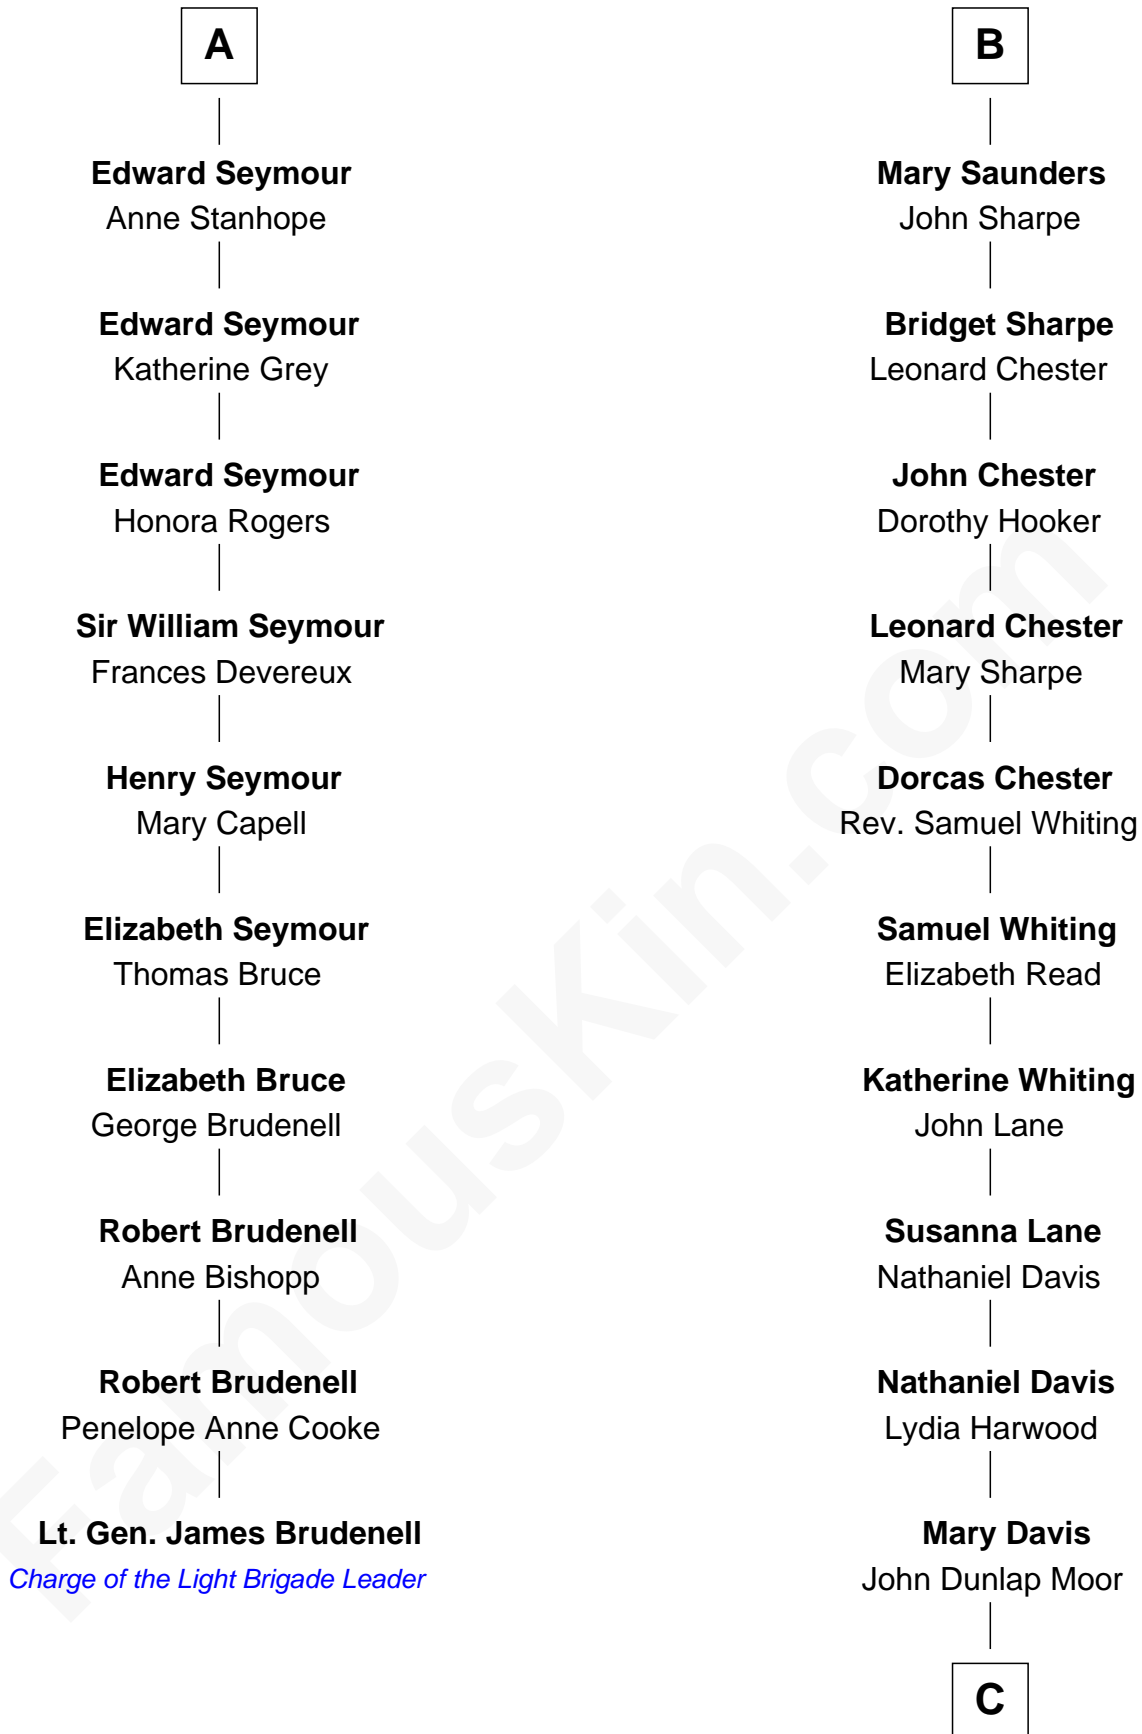 A
Edward Seymour
Anne Stanhope
Edward Seymour
Katherine Grey
Edward Seymour
Honora Rogers
Sir William Seymour
Frances Devereux
Henry Seymour
Mary Capell
Elizabeth Seymour
Thomas Bruce
Elizabeth Bruce
George Brudenell
Robert Brudenell
Anne Bishopp
Robert Brudenell
Penelope Anne Cooke
Lt. Gen. James Brudenell
Charge of the Light Brigade Leader
B
Mary Saunders
John Sharpe
Bridget Sharpe
Leonard Chester
John Chester
Dorothy Hooker
Leonard Chester
Mary Sharpe
Dorcas Chester
Rev. Samuel Whiting
Samuel Whiting
Elizabeth Read
Katherine Whiting
John Lane
Susanna Lane
Nathaniel Davis
Nathaniel Davis
Lydia Harwood
Mary Davis
John Dunlap Moor
C
FamousKin.com